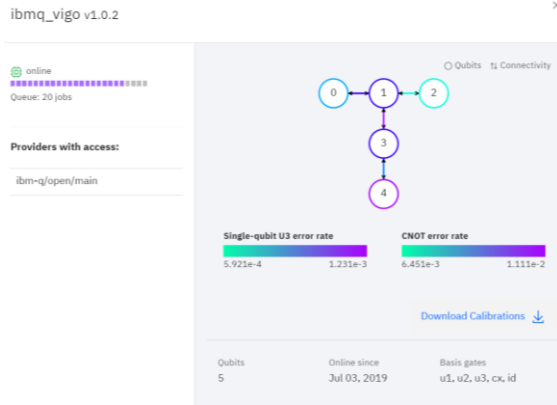 ibmq_vigo v1.0.2
online
Queue: 20 jobs
Providers with access:
ibm-q/open/main
Qubits Connectivity
0 1 2
3
4
Single-qubit U3 error rate CNOT error rate
5.921e-4 1.231e-3 6.451e-3 1.111e-2
Download Calibrations
Qubits Online since Basis gates
5 Jul 03, 2019 u1, u2, u3, cx, id